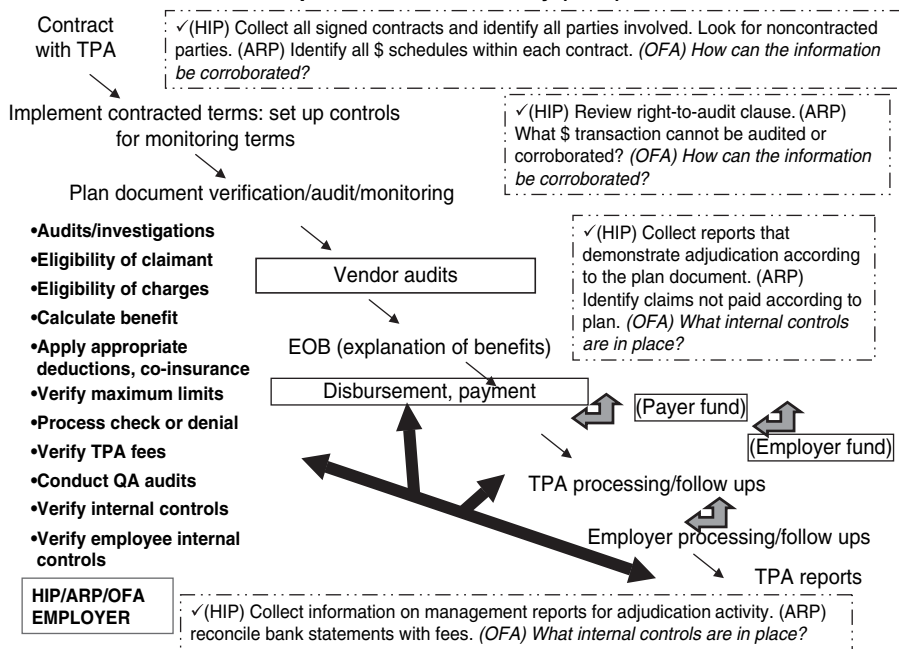 Contract
with TPA
✓(HIP) Collect all signed contracts and identify all parties involved. Look for noncontracted
parties. (ARP) Identify all $ schedules within each contract. (OFA) How can the information
be corroborated?
Implement contracted terms: set up controls
for monitoring terms
✓(HIP) Review right-to-audit clause. (ARP)
What $ transaction cannot be audited or
corroborated? (OFA) How can the information
be corroborated?
Plan document verification/audit/monitoring
•Audits/investigations
•Eligibility of claimant
•Eligibility of charges
•Calculate benefit
•Apply appropriate
deductions, co-insurance
•Verify maximum limits
•Process check or denial
•Verify TPA fees
•Conduct QA audits
•Verify internal controls
•Verify employee internal
controls
✓(HIP) Collect reports that
demonstrate adjudication according
to the plan document. (ARP)
Identify claims not paid according to
plan. (OFA) What internal controls
are in place?
Vendor audits
EOB (explanation of benefits)
Disbursement, payment
(Payer fund)
(Employer fund)
TPA processing/follow ups
Employer processing/follow ups
TPA reports
HIP/ARP/OFA
EMPLOYER
✓(HIP) Collect information on management reports for adjudication activity. (ARP)
reconcile bank statements with fees. (OFA) What internal controls are in place?